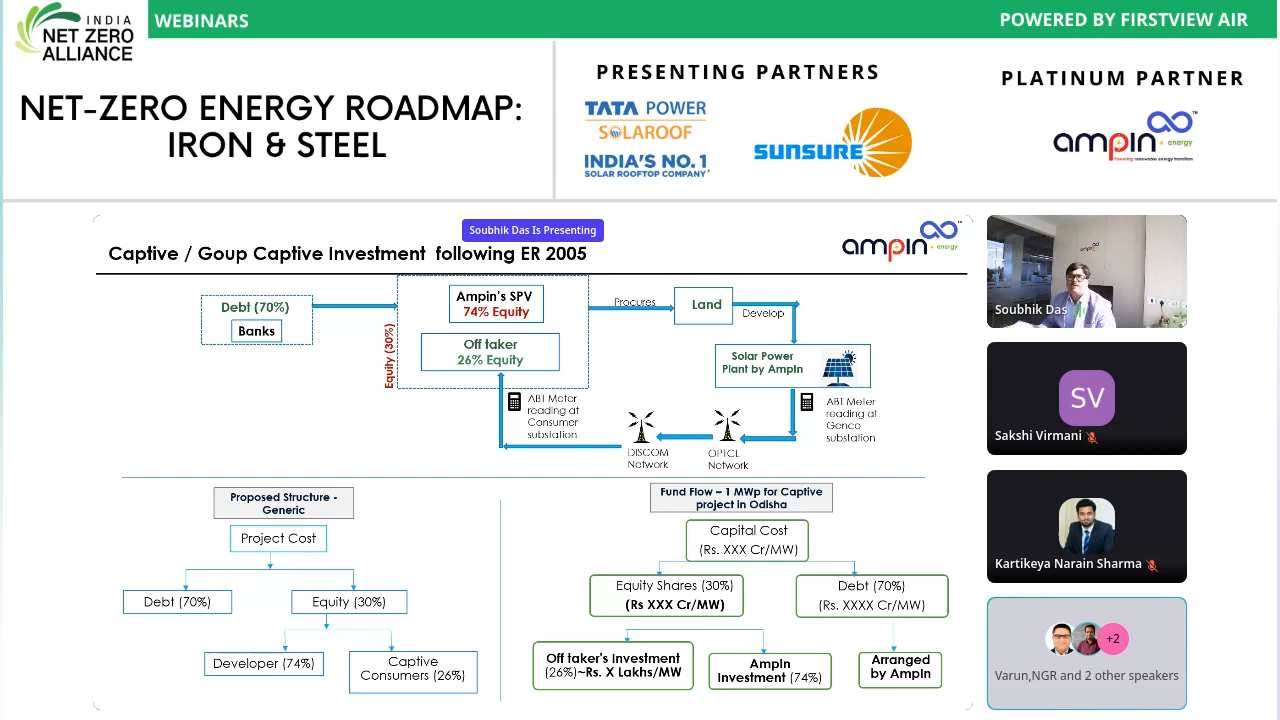 INDIA
NET ZERO
ALLIANCE
WEBINARS
POWERED BY FIRSTVIEW AIR
NET-ZERO ENERGY ROADMAP:
IRON & STEEL
PRESENTING PARTNERS
TATA POWER
SOLAROOF
INDIA'S NO.1
SOLAR ROOFTOP COMPANY*
SUNSURE
PLATINUM PARTNER
ampin energy
Powering renewable energy transition
Soubhik Das Is Presenting
Captive / Goup Captive Investment following ER 2005
ampin energy
Debt (70%)
Banks
Equity (30%)
Ampin's SPV
74% Equity
Off taker
26% Equity
Procures
Land
Develop
Solar Power
Plant by AmpIn
ABT Meter
reading at
Consumer
substation
ABT Meter
reading at
Genco
substation
DISCOM
Network
OPTCL
Network
Proposed Structure -
Generic
Project Cost
Debt (70%)
Equity (30%)
Developer (74%)
Captive
Consumers (26%)
Fund Flow – 1 MWp for Captive
project in Odisha
Capital Cost
(Rs. XXX Cr/MW)
Equity Shares (30%)
(Rs XXX Cr/MW)
Debt (70%)
(Rs. XXXX Cr/MW)
Off taker's Investment
(26%)~Rs. X Lakhs/MW
AmpIn
Investment (74%)
Arranged
by AmpIn
ampin
Soubhik Das
SV
Sakshi Virmani
Kartikeya Narain Sharma
+2
Varun,NGR and 2 other speakers